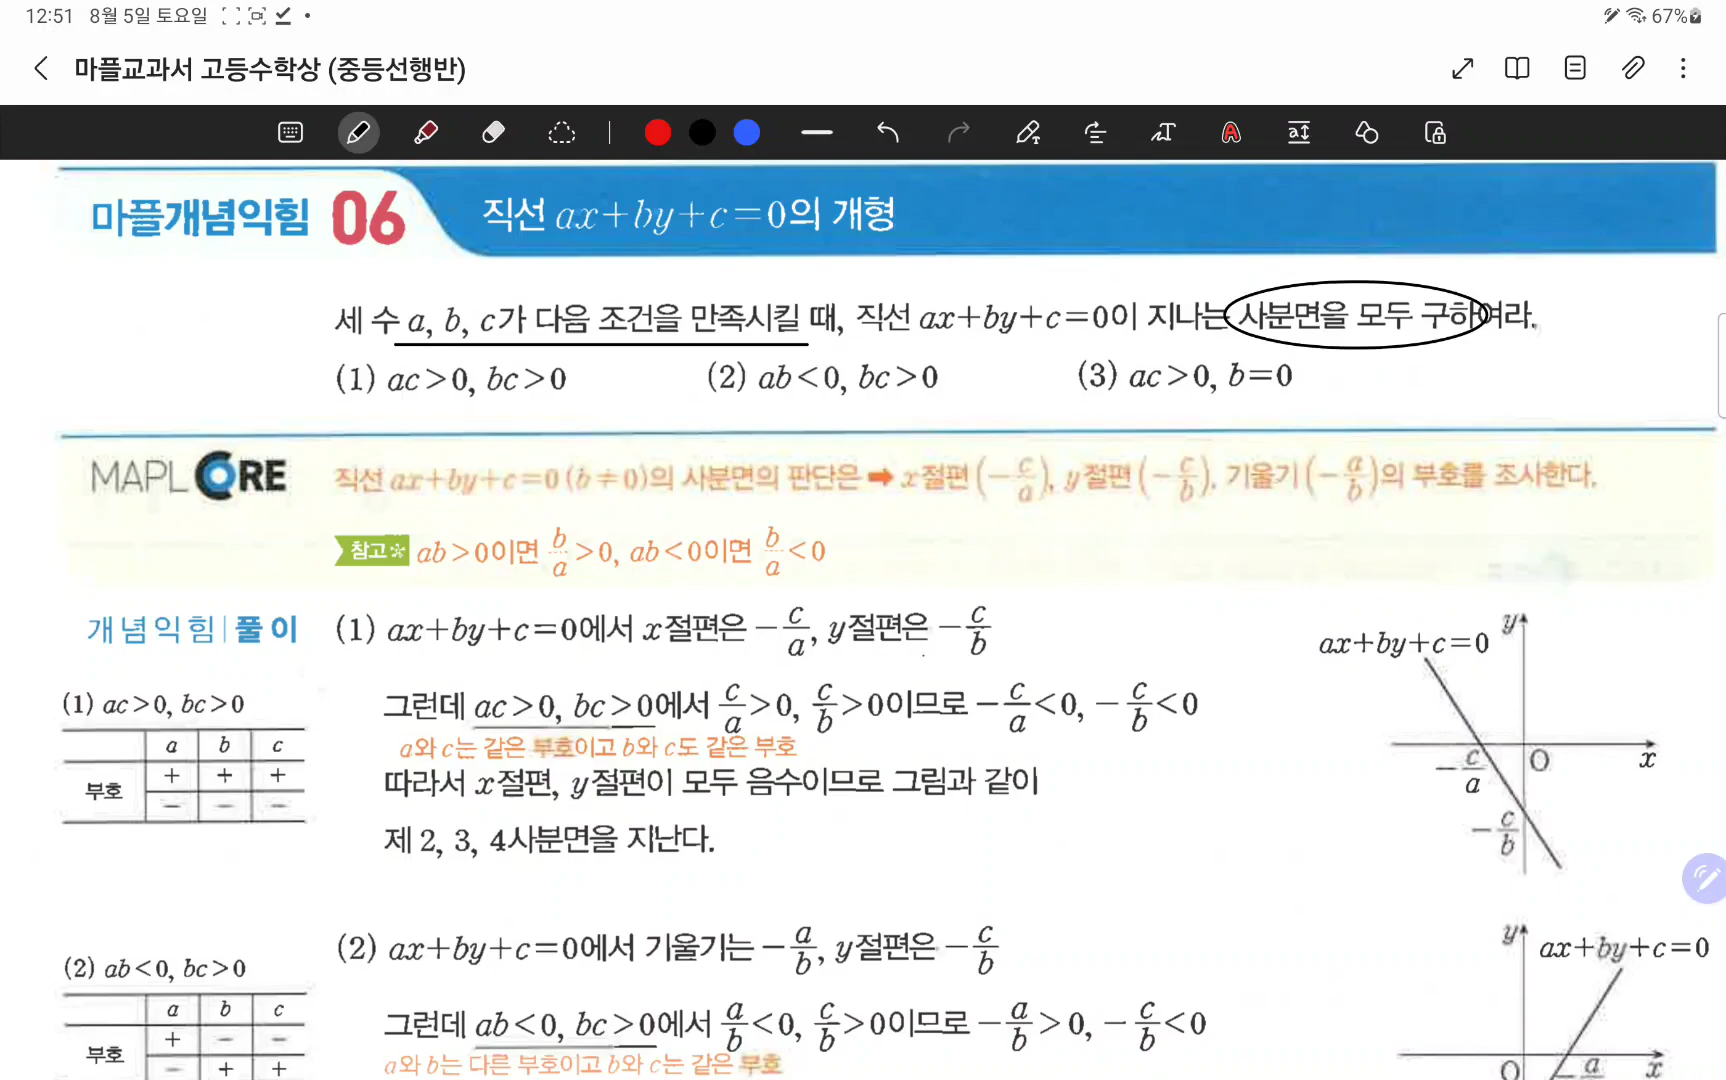 12:51 8월 5일 토요일
67%
마플교과서 고등수학상 (중등선행반)
마플개념익힘 06 직선 ax+by+c=0의 개형
세 수 a, b, c가 다음 조건을 만족시킬 때, 직선 ax+by+c=0이 지나는 사분면을 모두 구하여라.
(1) ac>0, bc>0 (2) ab<0, bc>0 (3) ac>0, b=0
MAPL CORE 직선 ax+by+c=0 (b≠0)의 사분면의 판단은 ➡ x절편(-c/a), y절편(-c/b), 기울기(-a/b)의 부호를 조사한다.
참고* ab>0이면 b/a>0, ab<0이면 b/a<0
개념익힘|풀이 (1) ax+by+c=0에서 x절편은 -c/a, y절편은 -c/b
그런데 ac>0, bc>0에서 c/a>0, c/b>0이므로 -c/a<0, -c/b<0
a와 c는 같은 부호이고 b와 c도 같은 부호
따라서 x절편, y절편이 모두 음수이므로 그림과 같이
제 2, 3, 4사분면을 지난다.
(1) ac>0, bc>0
a b c
부호 + + +
- - -
y
ax+by+c=0
-c/a O x
-c/b
(2) ax+by+c=0에서 기울기는 -a/b, y절편은 -c/b
그런데 ab<0, bc>0에서 a/b<0, c/b>0이므로 -a/b>0, -c/b<0
a와 b는 다른 부호이고 b와 c는 같은 부호
(2) ab<0, bc>0
a b c
부호 + - -
- + +
y ax+by+c=0
O a x